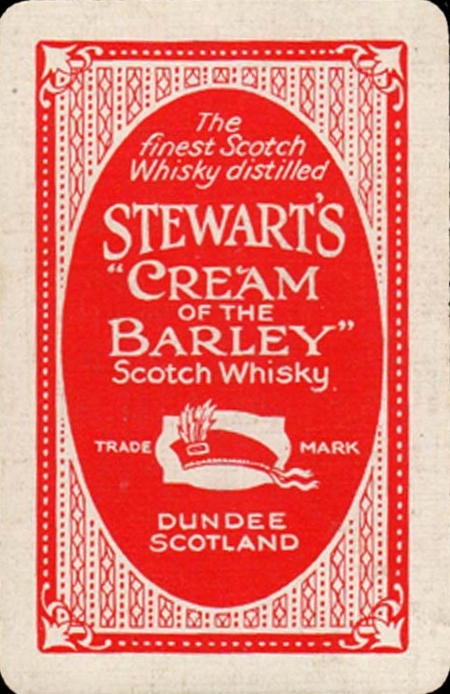 The
finest Scotch
Whisky distilled
STEWART'S
"CREAM
OF THE
BARLEY"
Scotch Whisky.
TRADE MARK
DUNDEE
SCOTLAND